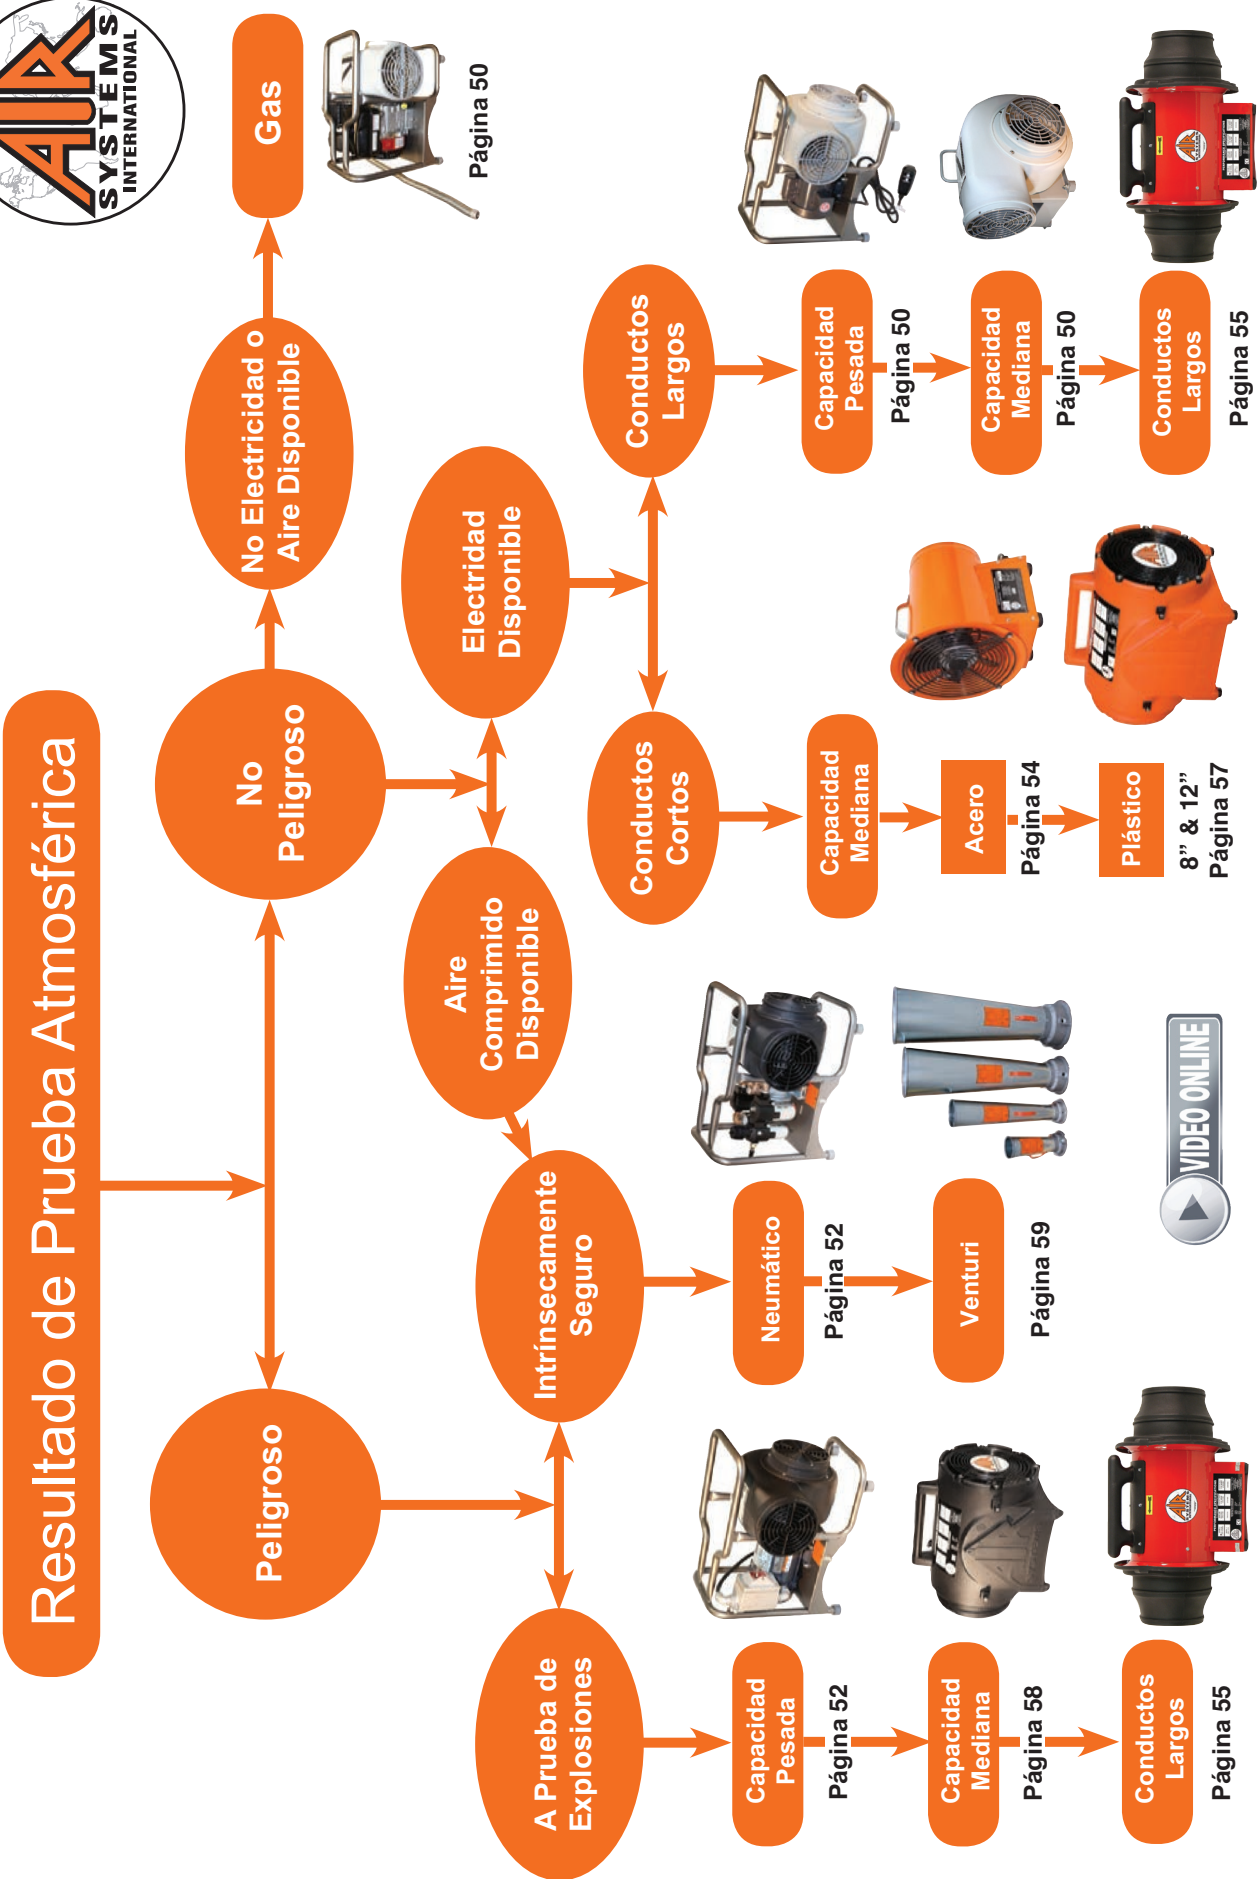 AIR
SYSTEMS
INTERNATIONAL
Resultado de Prueba Atmosférica
Peligroso
No
Peligroso
No Electricidad o
Aire Disponible
Gas
Página 50
Aire
Comprimido
Disponible
Electridad
Disponible
A Prueba de
Explosiones
Intrínsecamente
Seguro
Conductos
Cortos
Conductos
Largos
Capacidad
Pesada
Página 52
Capacidad
Mediana
Página 58
Conductos
Largos
Página 55
Neumático
Página 52
Venturi
Página 59
Capacidad
Mediana
Acero
Página 54
Plástico
8” & 12”
Página 57
Capacidad
Pesada
Página 50
Capacidad
Mediana
Página 50
Conductos
Largos
Página 55
VIDEO ONLINE